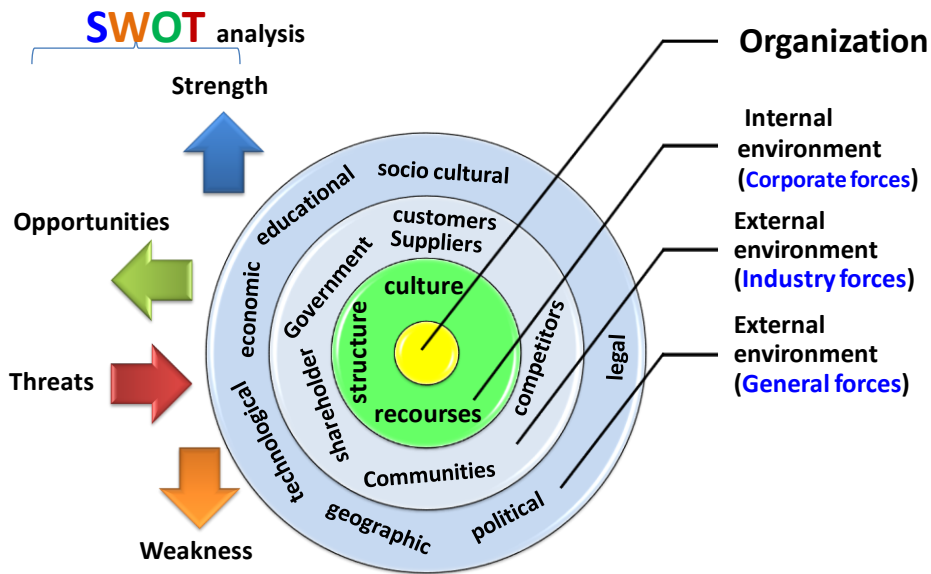 SWOT analysis
Strength
Opportunities
Threats
Weakness
socio cultural
educational
economic
technological
geographic
political
legal
customers
Suppliers
Government
shareholder
Communities
competitors
culture
structure
recourses
Organization
Internal
environment
(Corporate forces)
External
environment
(Industry forces)
External
environment
(General forces)